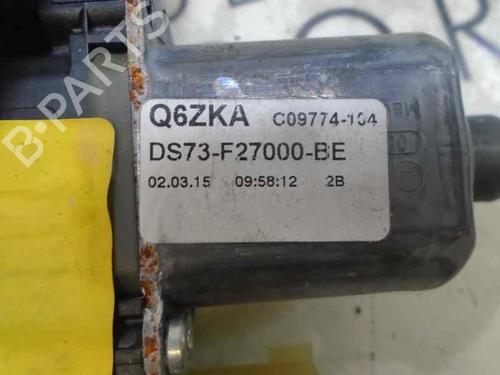 B-PARTS
Q6ZKA C09774-104
DS73-F27000-BE
02.03.15 09:58:12 2B